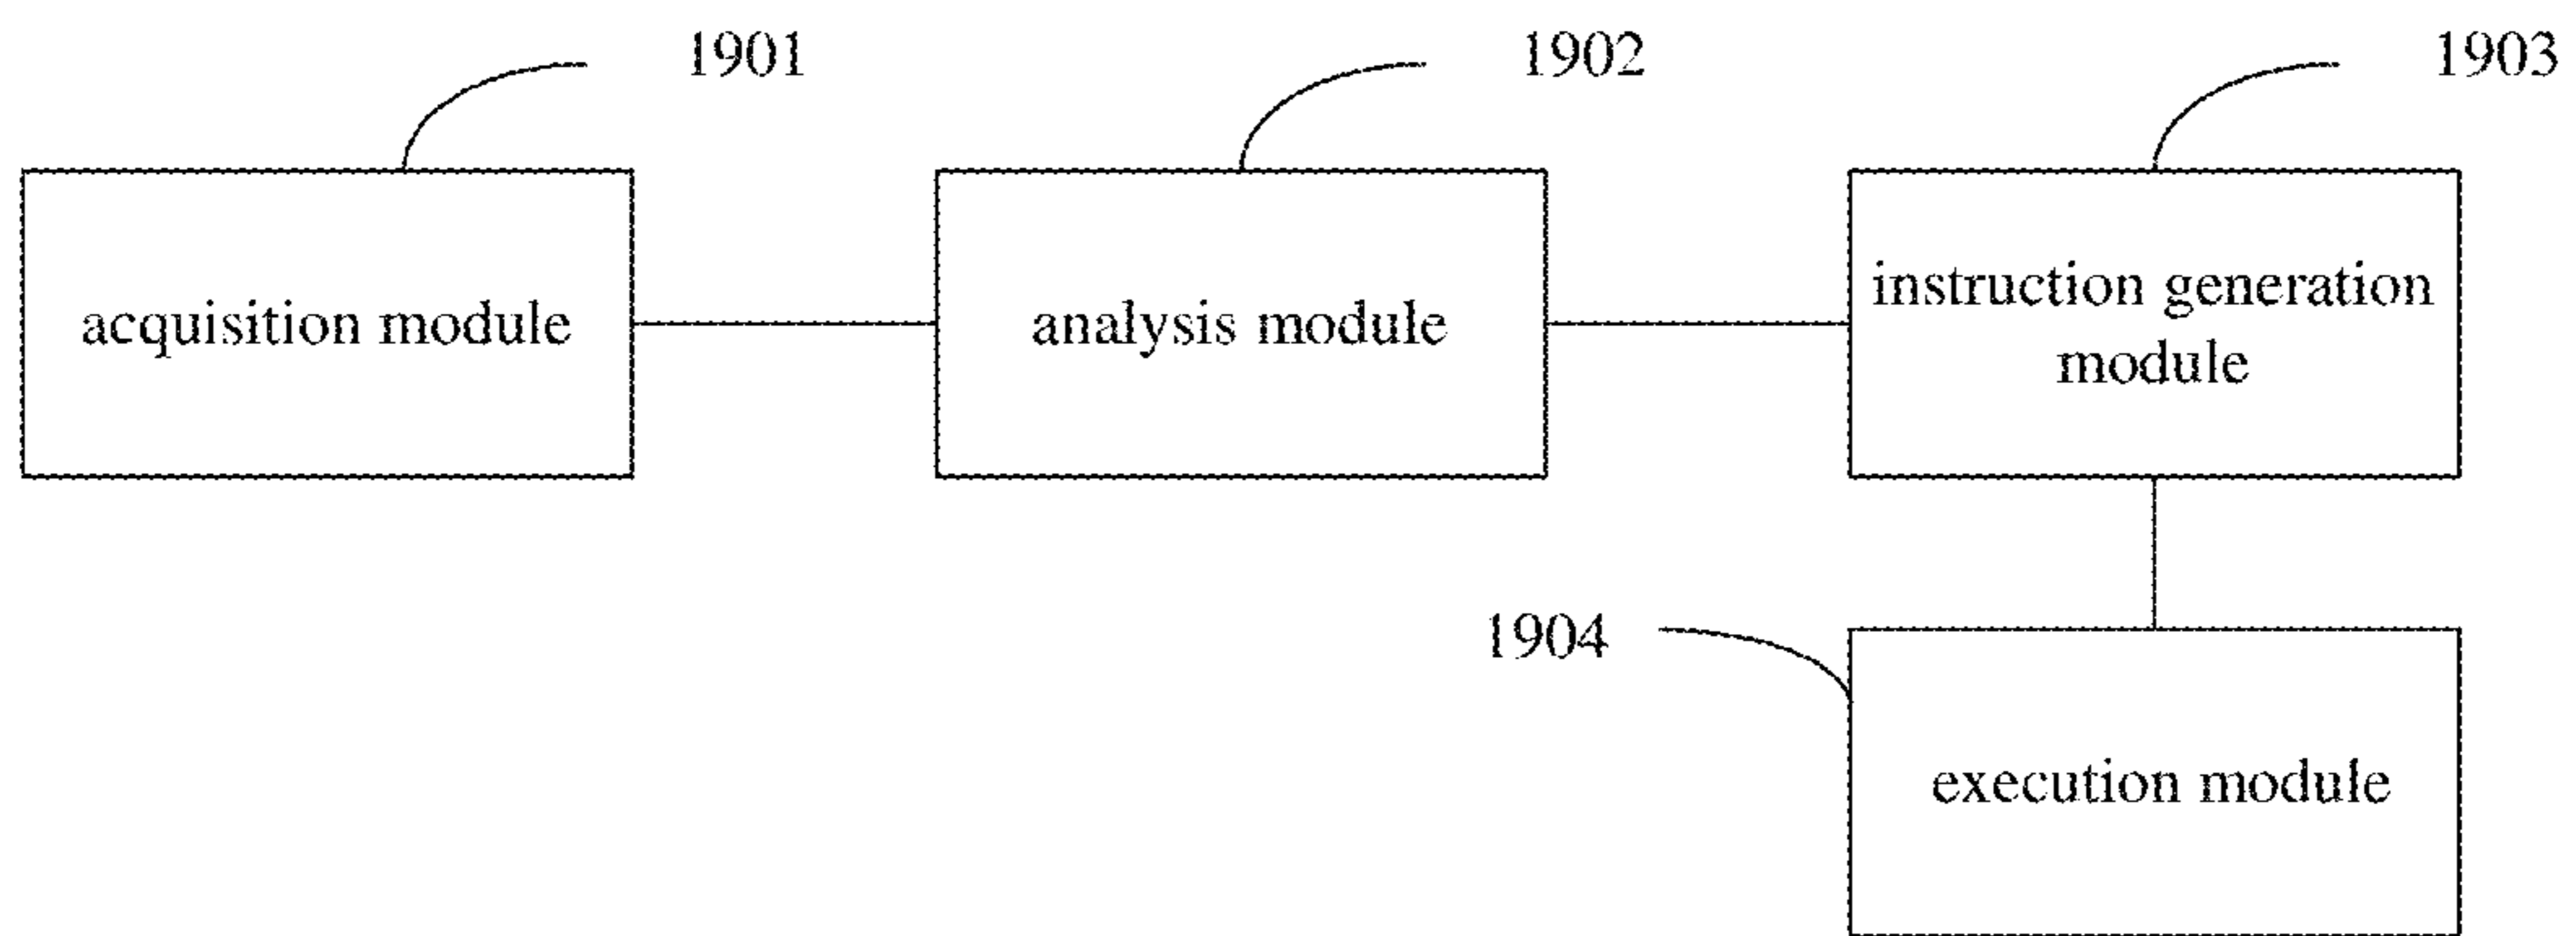 1901
1902
1903
acquisition module
analysis module
instruction generation
module
1904
execution module